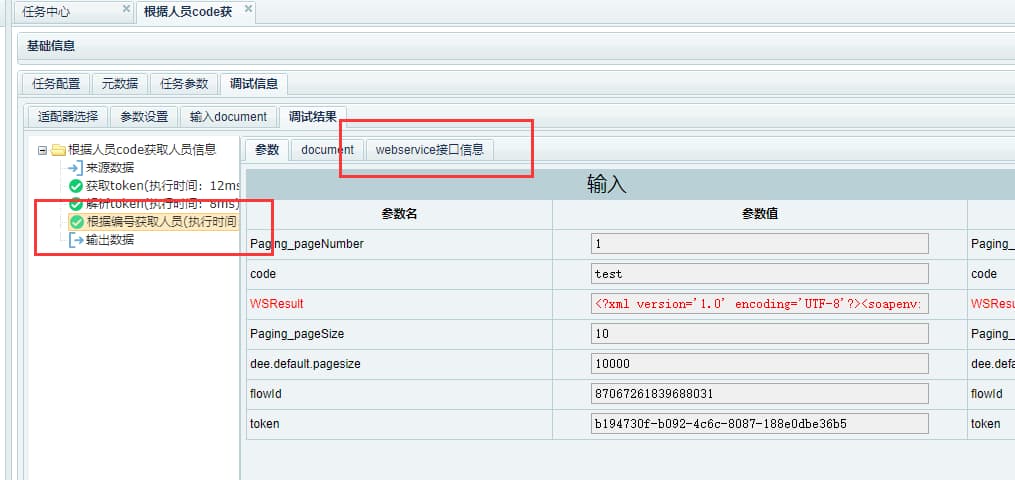 任务中心 根据人员code获
基础信息
任务配置 元数据 任务参数 调试信息
适配器选择 参数设置 输入document 调试结果
根据人员code获取人员信息
来源数据
获取token(执行时间：12ms
解析token(执行时间：8ms)
根据编号获取人员(执行时间
输出数据
参数 document webservice接口信息
输入
参数名 参数值
Paging_pageNumber 1 Paging_
code test code
WSResult <?xml version='1.0' encoding='UTF-8'?><soapenv: WSResu
Paging_pageSize 10 Paging_
dee.default.pagesize 10000 dee.defa
flowId 87067261839688031 flowId
token b194730f-b092-4c6c-8087-188e0dbe36b5 token